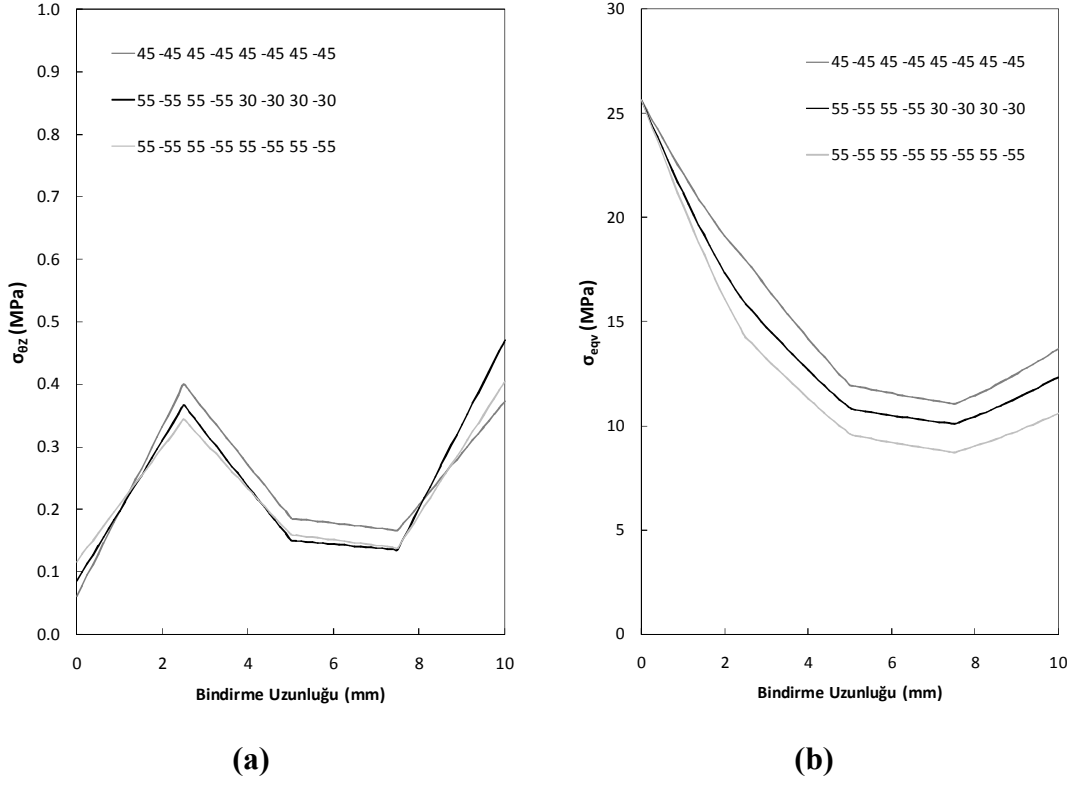 1.0
0.9
0.8
0.7
0.6
0.5
0.4
0.3
0.2
0.1
0.0
σθz (MPa)
45 -45 45 -45 45 -45 45 -45
55 -55 55 -55 30 -30 30 -30
55 -55 55 -55 55 -55 55 -55
0 2 4 6 8 10
Bindirme Uzunluğu (mm)
(a)
30
25
20
15
10
5
0
σeqv (MPa)
45 -45 45 -45 45 -45 45 -45
55 -55 55 -55 30 -30 30 -30
55 -55 55 -55 55 -55 55 -55
0 2 4 6 8 10
Bindirme Uzunluğu (mm)
(b)